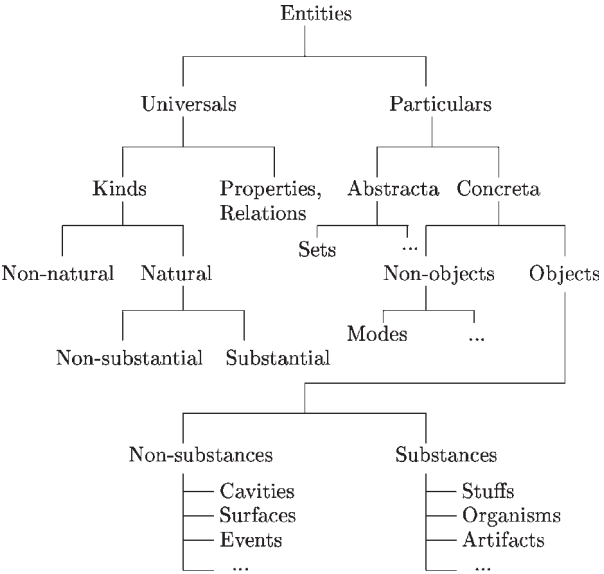 Entities
Universals
Particulars
Kinds
Properties,
Relations
Abstracta
Concreta
Sets
...
Non-natural
Natural
Non-objects
Objects
Modes
...
Non-substantial
Substantial
Non-substances
Substances
Cavities
Surfaces
Events
...
Stuffs
Organisms
Artifacts
...